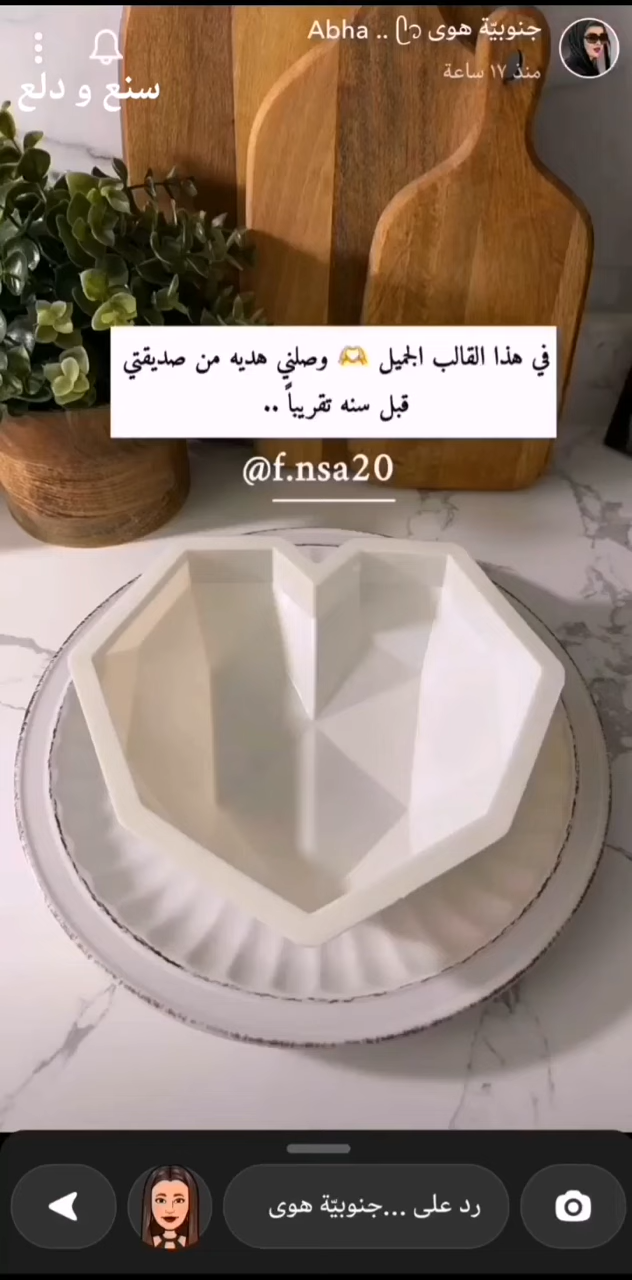 جنوبيّة هوى ᥫ᭡ .. Abha
منذ ١٧ ساعة
سنع و دلع
في هذا القالب الجميل 🫶 وصلني هديه من صديقتي
قبل سنه تقريباً ..
@f.nsa20
رد على ...جنوبيّة هوى